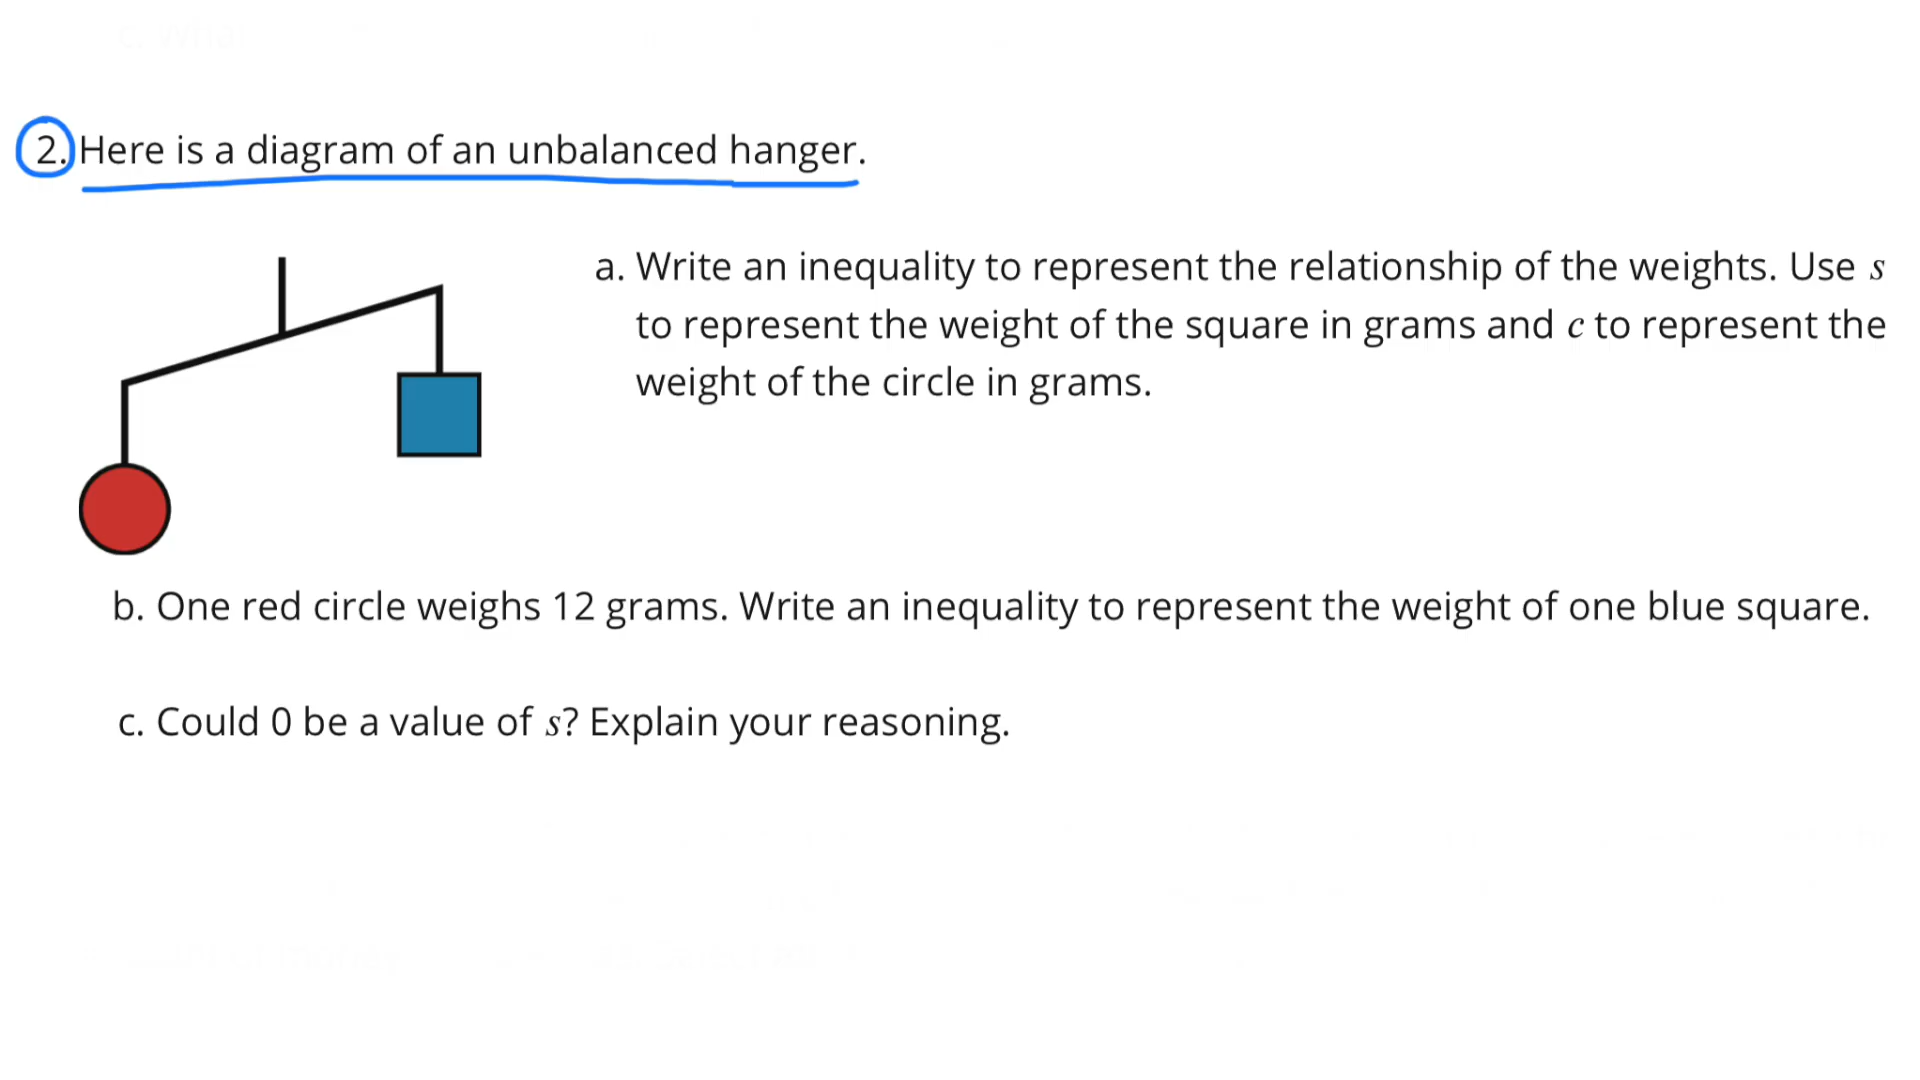 2. Here is a diagram of an unbalanced hanger.
a. Write an inequality to represent the relationship of the weights. Use s
to represent the weight of the square in grams and c to represent the
weight of the circle in grams.
b. One red circle weighs 12 grams. Write an inequality to represent the weight of one blue square.
c. Could 0 be a value of s? Explain your reasoning.